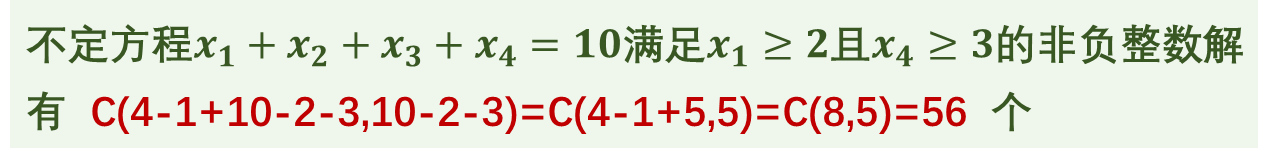 不定方程x₁ + x₂ + x₃ + x₄ = 10满足x₁ ≥ 2且x₄ ≥ 3的非负整数解
有 C(4-1+10-2-3,10-2-3)=C(4-1+5,5)=C(8,5)=56 个